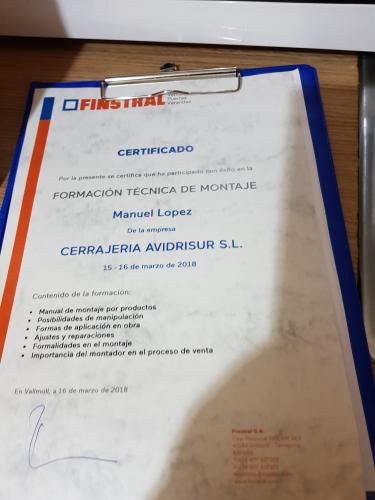 FINSTRAL
Puertas
Verandas
CERTIFICADO
Por la presente se certifica que ha participado con éxito en la
FORMACIÓN TÉCNICA DE MONTAJE
Manuel Lopez
De la empresa
CERRAJERIA AVIDRISUR S.L.
15 - 16 de marzo de 2018
Contenido de la formación:
• Manual de montaje por productos
• Posibilidades de manipulación
• Formas de aplicación en obra
• Ajustes y reparaciones
• Formalidades en el montaje
• Importancia del montador en el proceso de venta
En Vallmoll, a 16 de marzo de 2018
Finstral S.A.